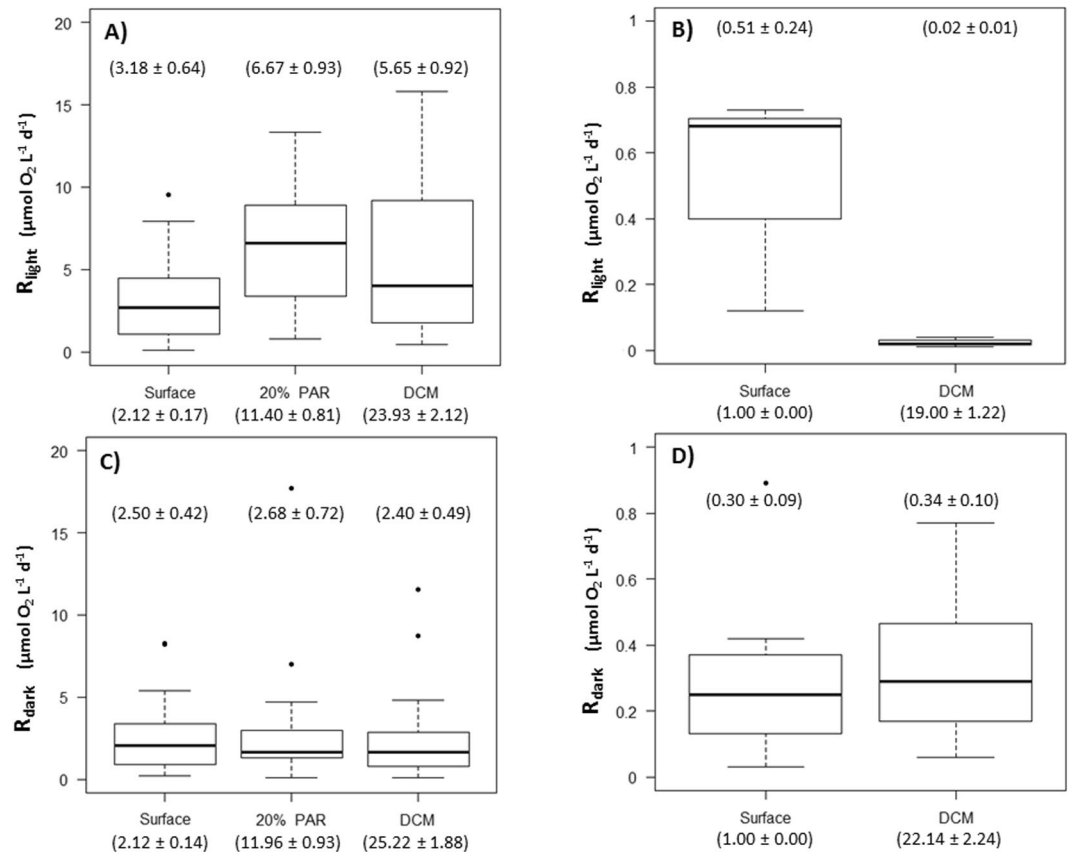 A)
(3.18 ± 0.64) (6.67 ± 0.93) (5.65 ± 0.92)
20
15
10
5
0
R_light (µmol O₂ L⁻¹ d⁻¹)
Surface 20% PAR DCM
(2.12 ± 0.17) (11.40 ± 0.81) (23.93 ± 2.12)
B)
(0.51 ± 0.24) (0.02 ± 0.01)
1
0.8
0.6
0.4
0.2
0
R_light (µmol O₂ L⁻¹ d⁻¹)
Surface DCM
(1.00 ± 0.00) (19.00 ± 1.22)
C)
(2.50 ± 0.42) (2.68 ± 0.72) (2.40 ± 0.49)
20
15
10
5
0
R_dark (µmol O₂ L⁻¹ d⁻¹)
Surface 20% PAR DCM
(2.12 ± 0.14) (11.96 ± 0.93) (25.22 ± 1.88)
D)
(0.30 ± 0.09) (0.34 ± 0.10)
1
0.8
0.6
0.4
0.2
0
R_dark (µmol O₂ L⁻¹ d⁻¹)
Surface DCM
(1.00 ± 0.00) (22.14 ± 2.24)